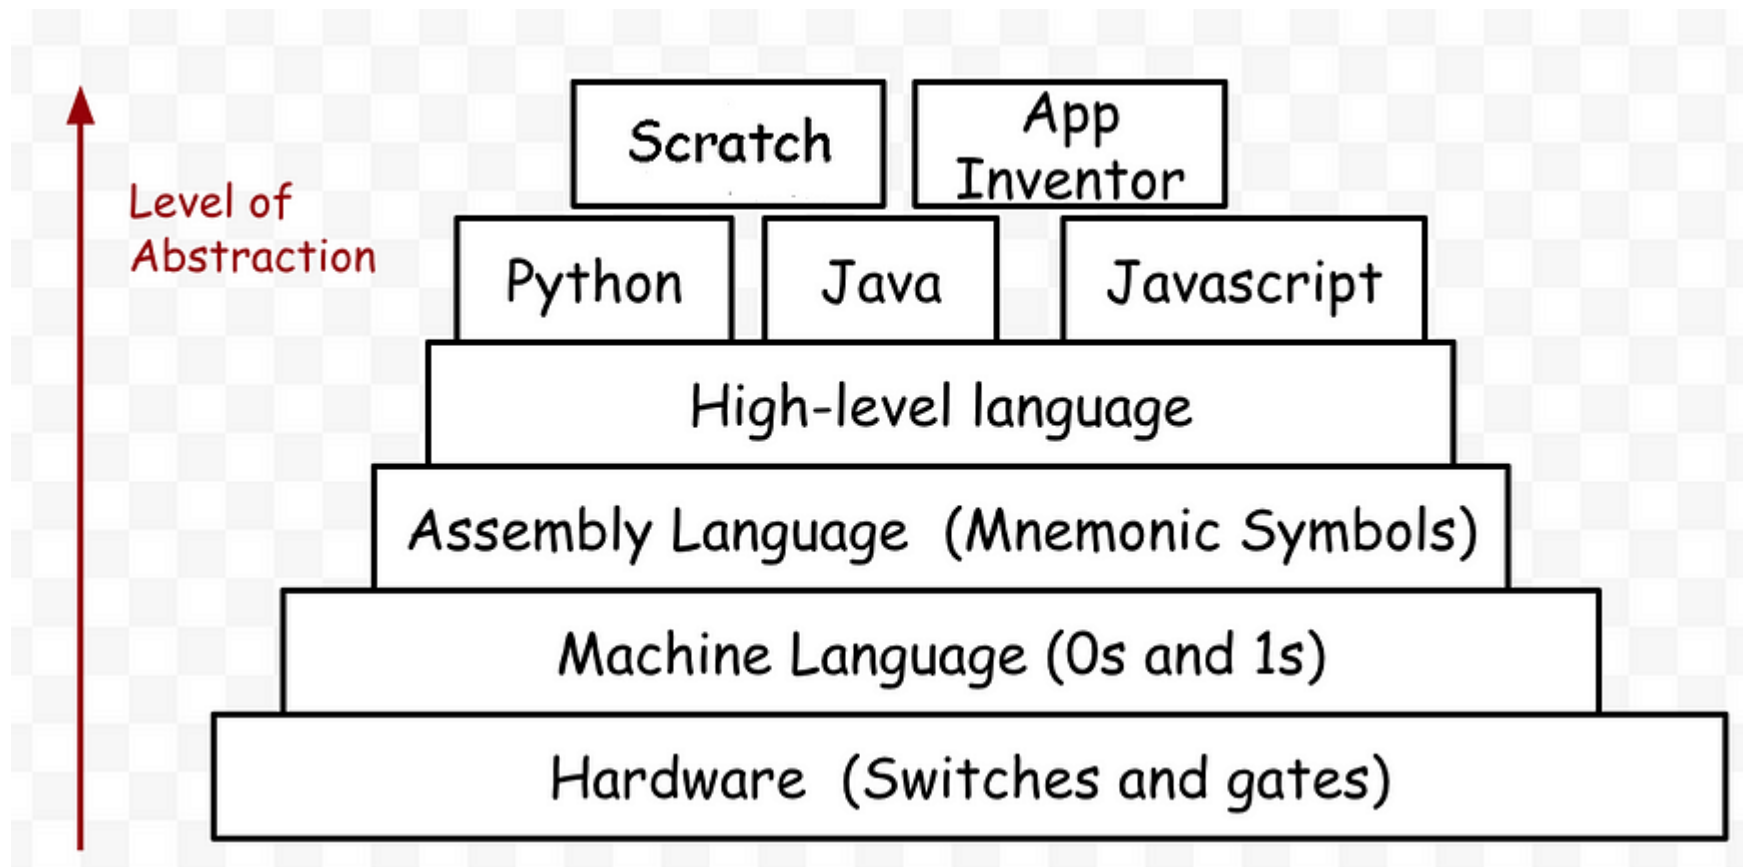 Scratch
App
Inventor
Level of
Abstraction
Python
Java
Javascript
High-level language
Assembly Language (Mnemonic Symbols)
Machine Language (0s and 1s)
Hardware (Switches and gates)